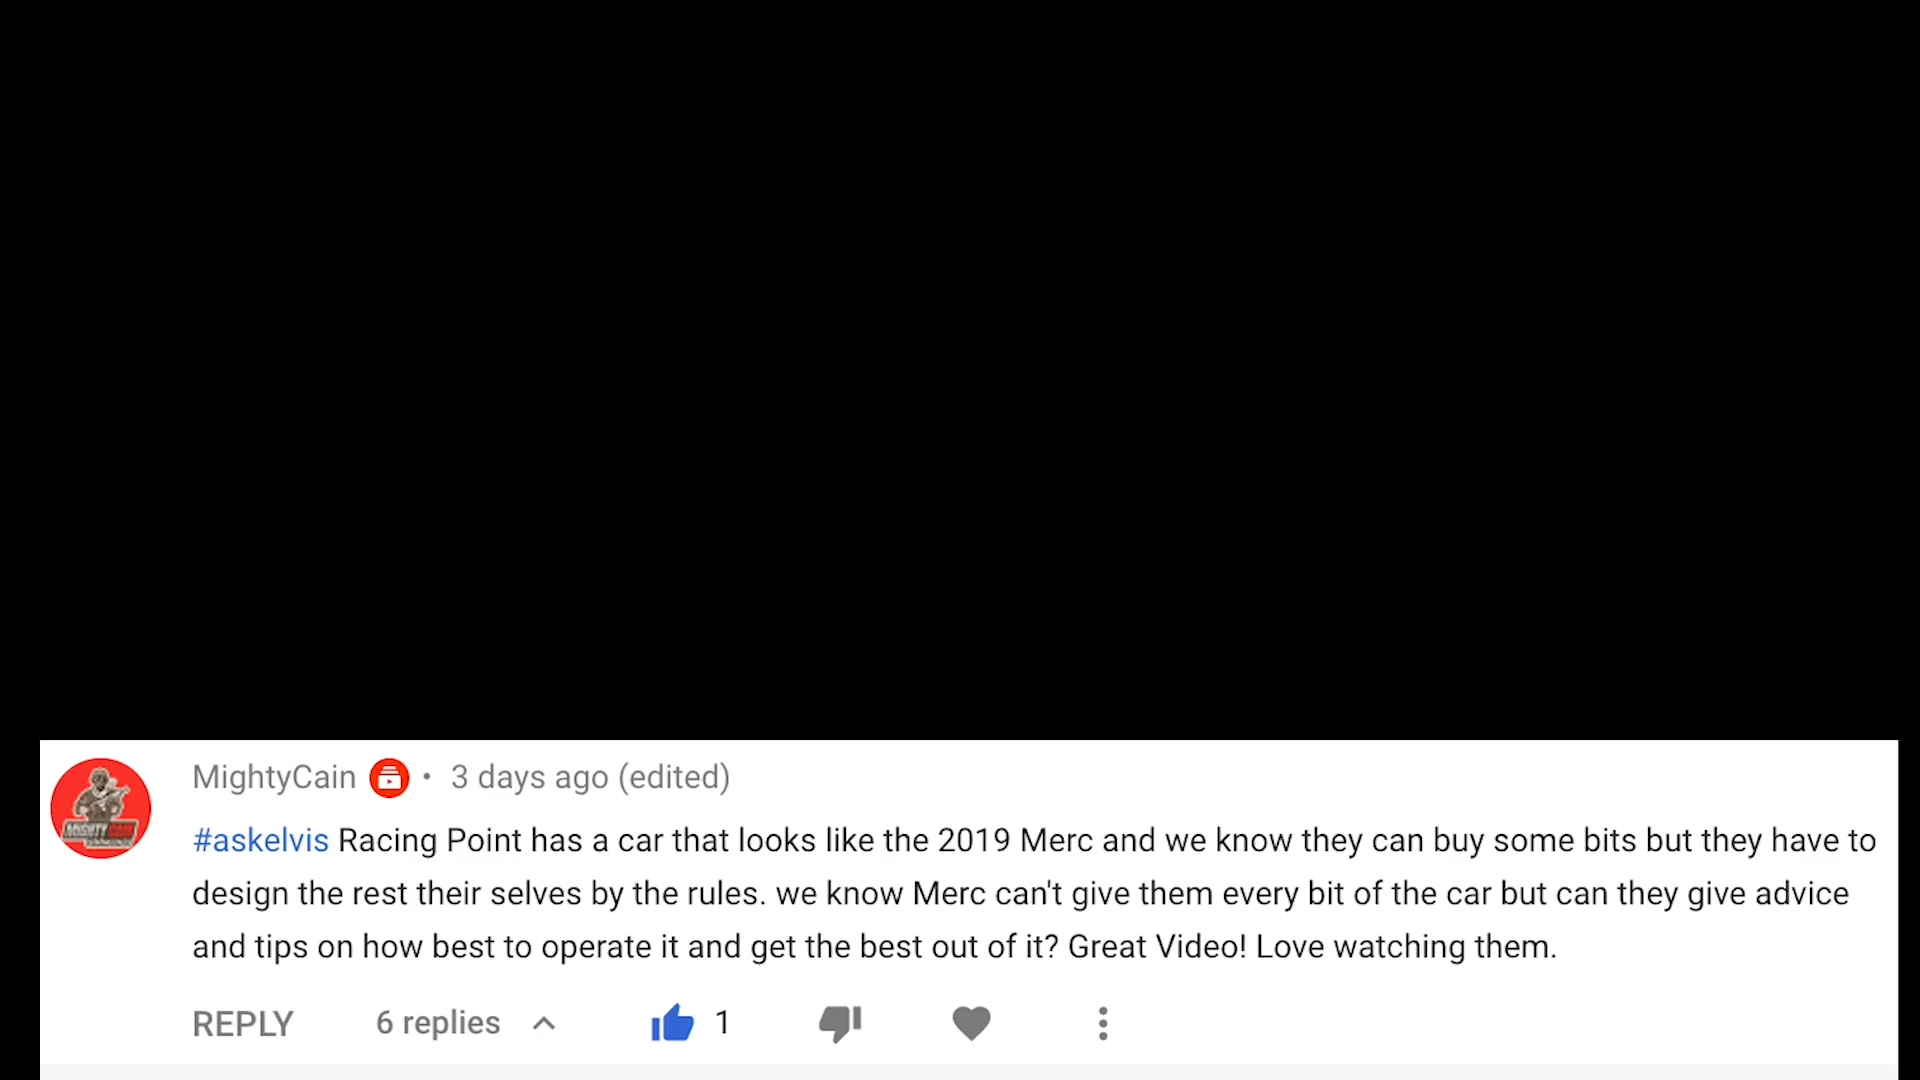 MightyCain • 3 days ago (edited)
#askelvis Racing Point has a car that looks like the 2019 Merc and we know they can buy some bits but they have to
design the rest their selves by the rules. we know Merc can't give them every bit of the car but can they give advice
and tips on how best to operate it and get the best out of it? Great Video! Love watching them.
REPLY 6 replies 1